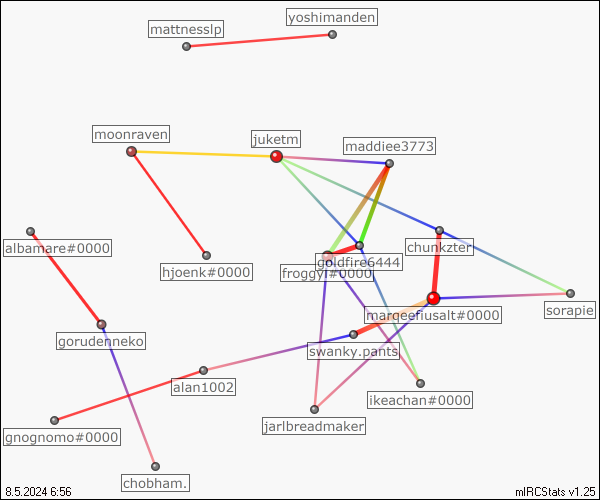 yoshimanden
mattnesslp
moonraven
juketm
maddiee3773
albamare#0000
chunkzter
goldfire6444
hjoenk#0000
froggyl#0000
sorapie
marqeefiusalt#0000
gorudenneko
swanky.pants
alan1002
ikeachan#0000
jarlbreadmaker
gnognomo#0000
chobham.
8.5.2024 6:56
mIRCStats v1.25